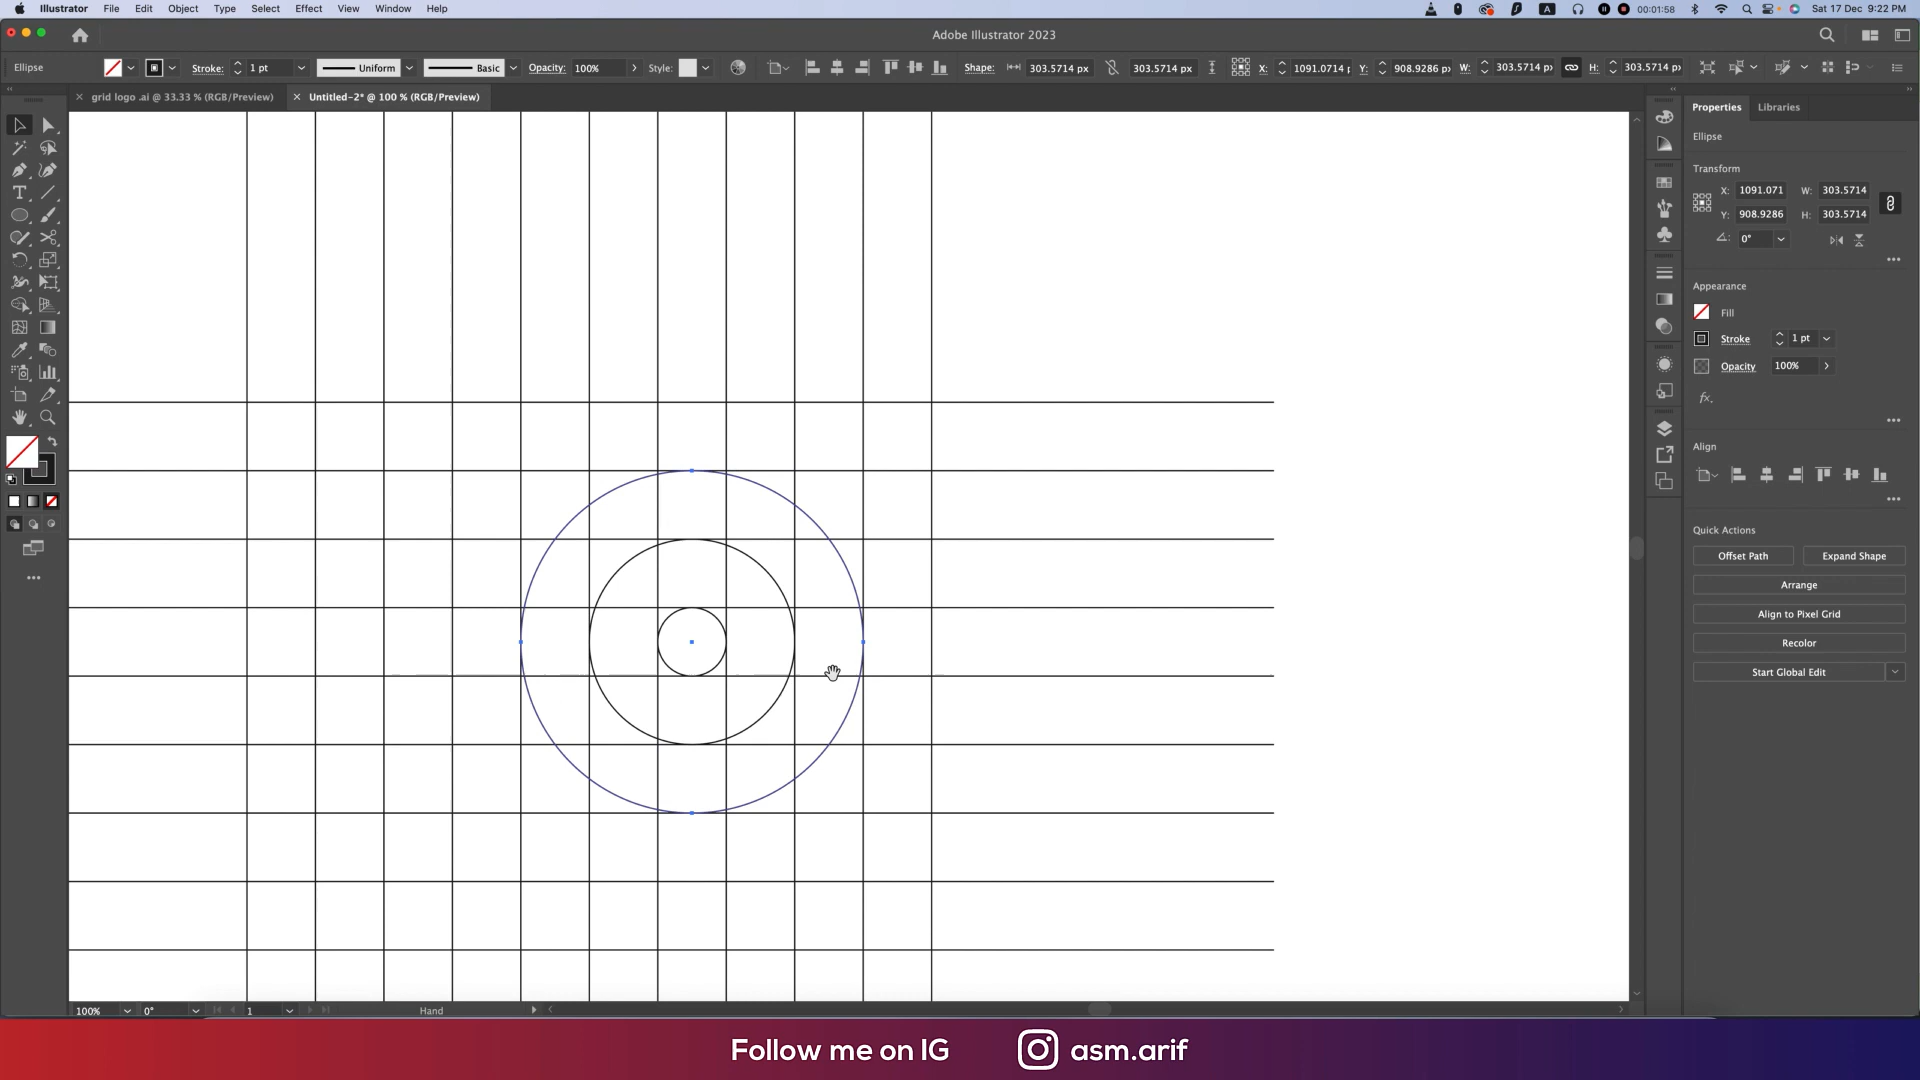 Illustrator File Edit Object Type Select Effect View Window Help
A 00:01:58 Sat 17 Dec 9:22 PM
Adobe Illustrator 2023
Ellipse Stroke: 1 pt Uniform Basic Opacity: 100% Style: Shape: 303.5714 px 303.5714 px X: 1091.0714 Y: 908.9286 px W: 303.5714 px H: 303.5714 px
× grid logo .ai @ 33.33 % (RGB/Preview) × Untitled-2* @ 100 % (RGB/Preview)
Properties Libraries
Ellipse
Transform
X: 1091.071 W: 303.5714
Y: 908.9286 H: 303.5714
0°
Appearance
Fill
Stroke 1 pt
Opacity 100%
fx.
Align
Quick Actions
Offset Path Expand Shape
Arrange
Align to Pixel Grid
Recolor
Start Global Edit
100% 0° 1 Hand
Follow me on IG asm.arif